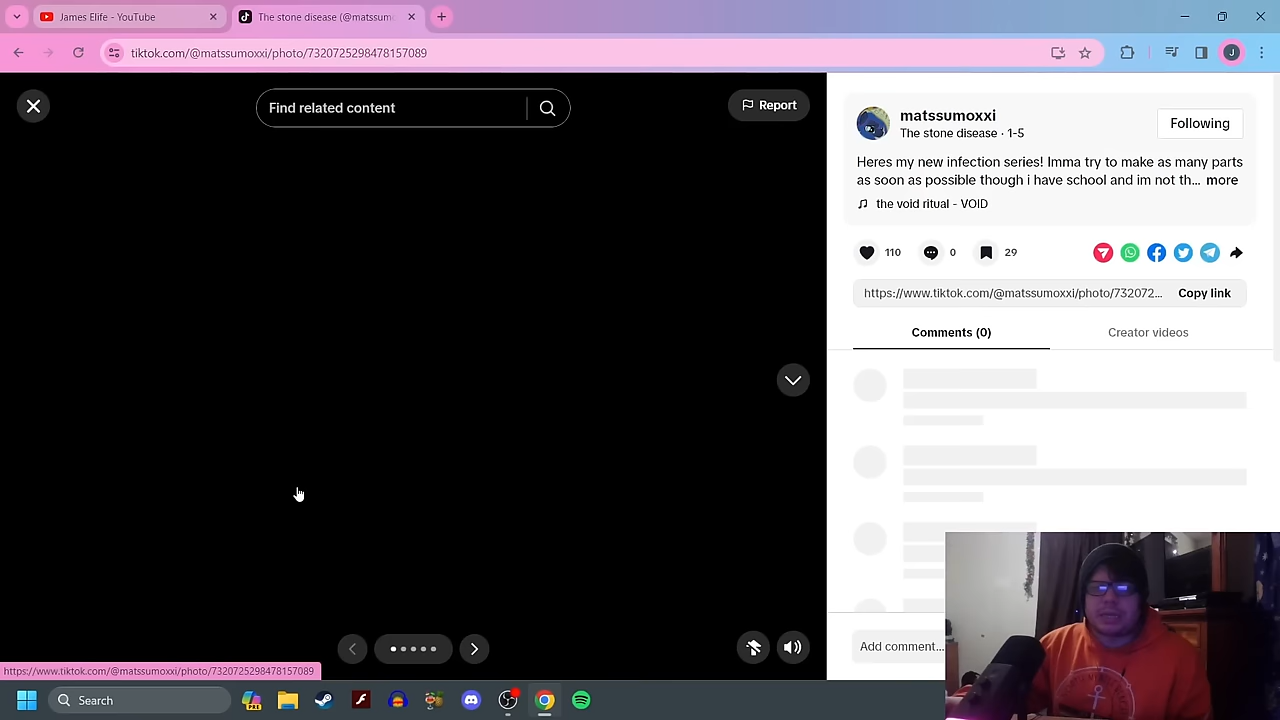 James Elife - YouTube
The stone disease (@matssum
tiktok.com/@matssumoxxi/photo/7320725298478157089
J
Find related content
Report
matssumoxxi
The stone disease · 1-5
Following
Heres my new infection series! Imma try to make as many parts
as soon as possible though i have school and im not th... more
the void ritual - VOID
110
0
29
https://www.tiktok.com/@matssumoxxi/photo/732072...
Copy link
Comments (0)
Creator videos
Add comment...
https://www.tiktok.com/@matssumoxxi/photo/7320725298478157089
Search
PRE